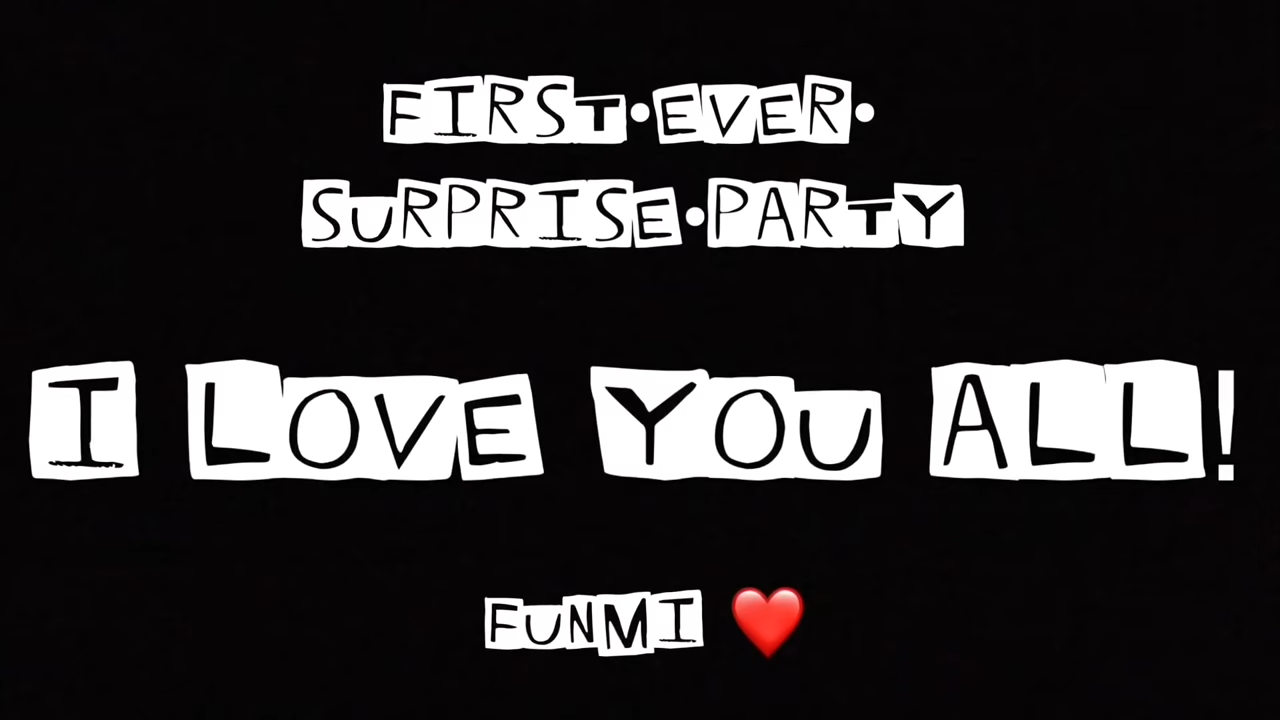 FIRST•EVER•
SURPRISE•PARTY
I LOVE YOU ALL!
FUNMI ❤️